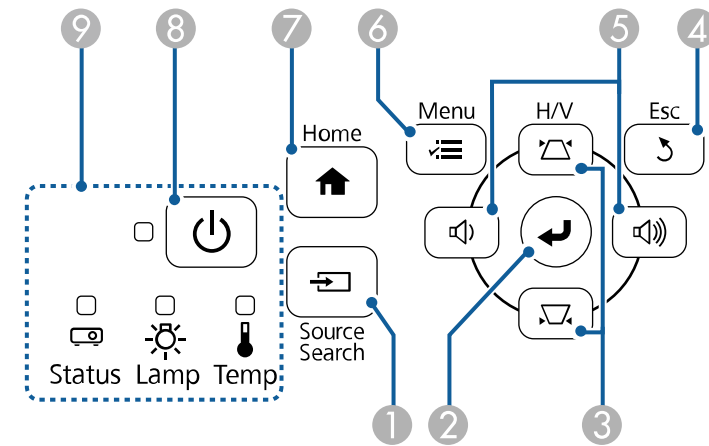 9 8 7 6 5 4
Menu H/V Esc
Home
Source
Search
Status Lamp Temp
1 2 3